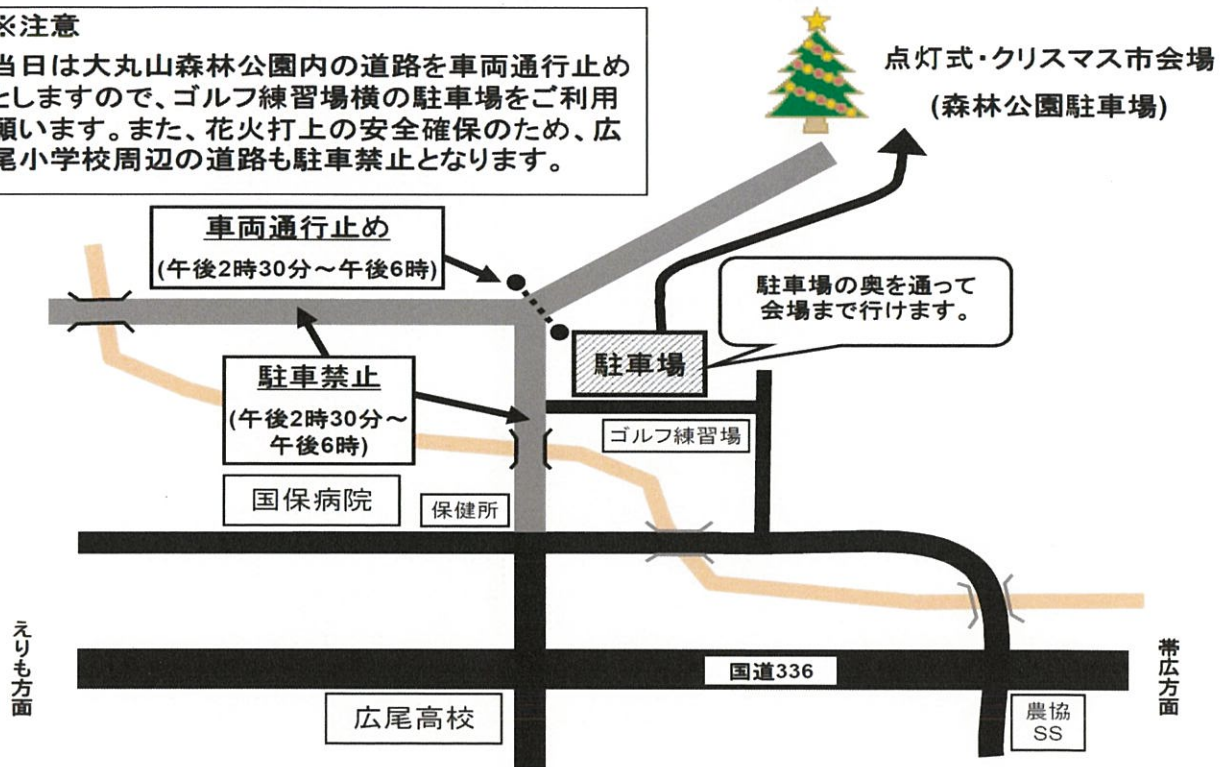 ※注意
当日は大丸山森林公園内の道路を車両通行止め
としますので、ゴルフ練習場横の駐車場をご利用
願います。また、花火打上の安全確保のため、広
尾小学校周辺の道路も駐車禁止となります。
点灯式・クリスマス市会場
(森林公園駐車場)
車両通行止め
(午後2時30分～午後6時)
駐車場の奥を通って
会場まで行けます。
駐車場
駐車禁止
(午後2時30分～
午後6時)
ゴルフ練習場
国保病院
保健所
えりも方面
国道336
帯広方面
広尾高校
農協
SS